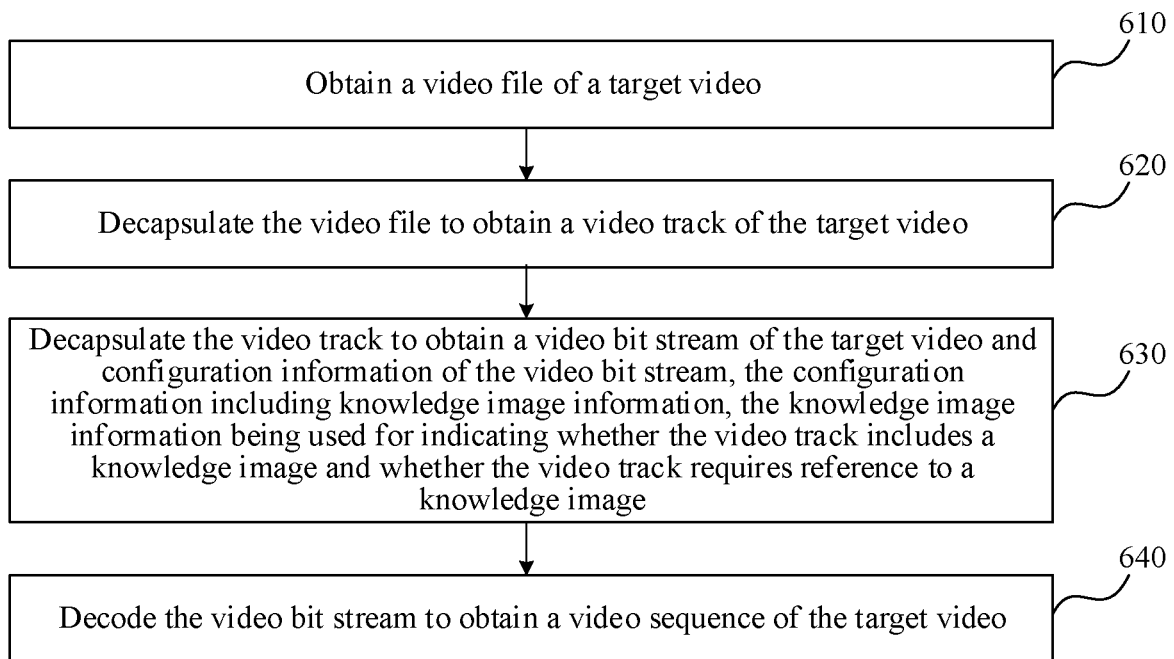 610
Obtain a video file of a target video
620
Decapsulate the video file to obtain a video track of the target video
630
Decapsulate the video track to obtain a video bit stream of the target video and
configuration information of the video bit stream, the configuration
information including knowledge image information, the knowledge image
information being used for indicating whether the video track includes a
knowledge image and whether the video track requires reference to a
knowledge image
640
Decode the video bit stream to obtain a video sequence of the target video